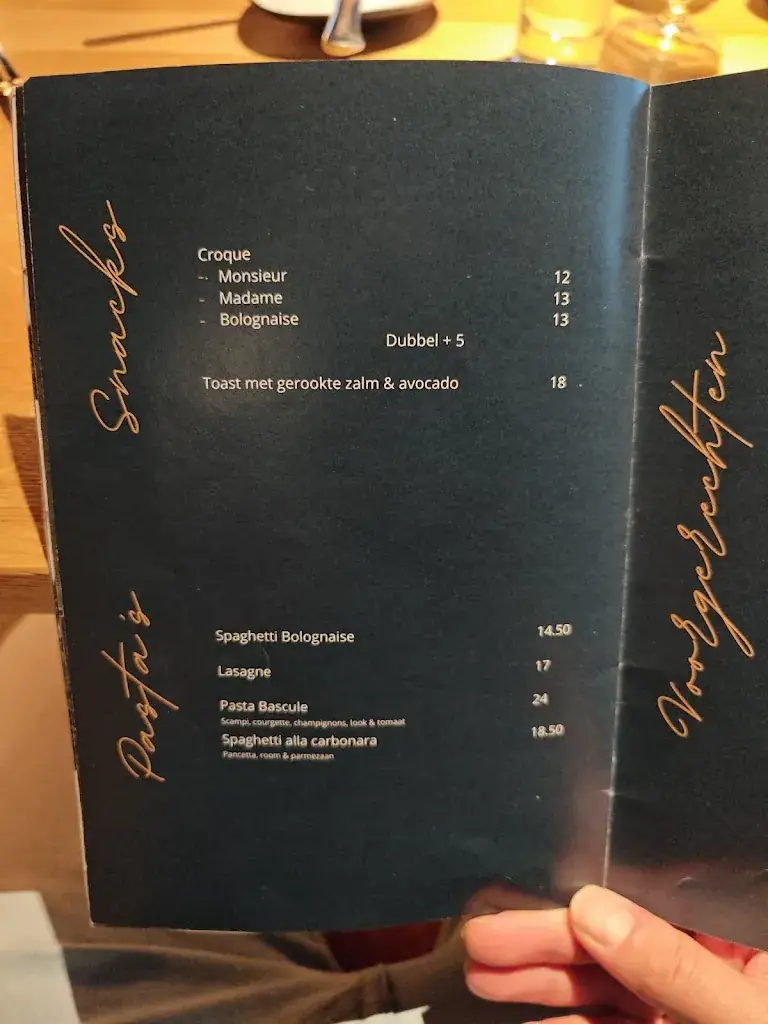 Snacks
Croque
- Monsieur 12
- Madame 13
- Bolognaise 13
Dubbel + 5
Toast met gerookte zalm & avocado 18
Pasta's
Spaghetti Bolognaise 14.50
Lasagne 17
Pasta Bascule 24
Scampi, courgette, champignons, look & tomaat
Spaghetti alla carbonara 18.50
Pancetta, room & parmezaan
Voorgerechten